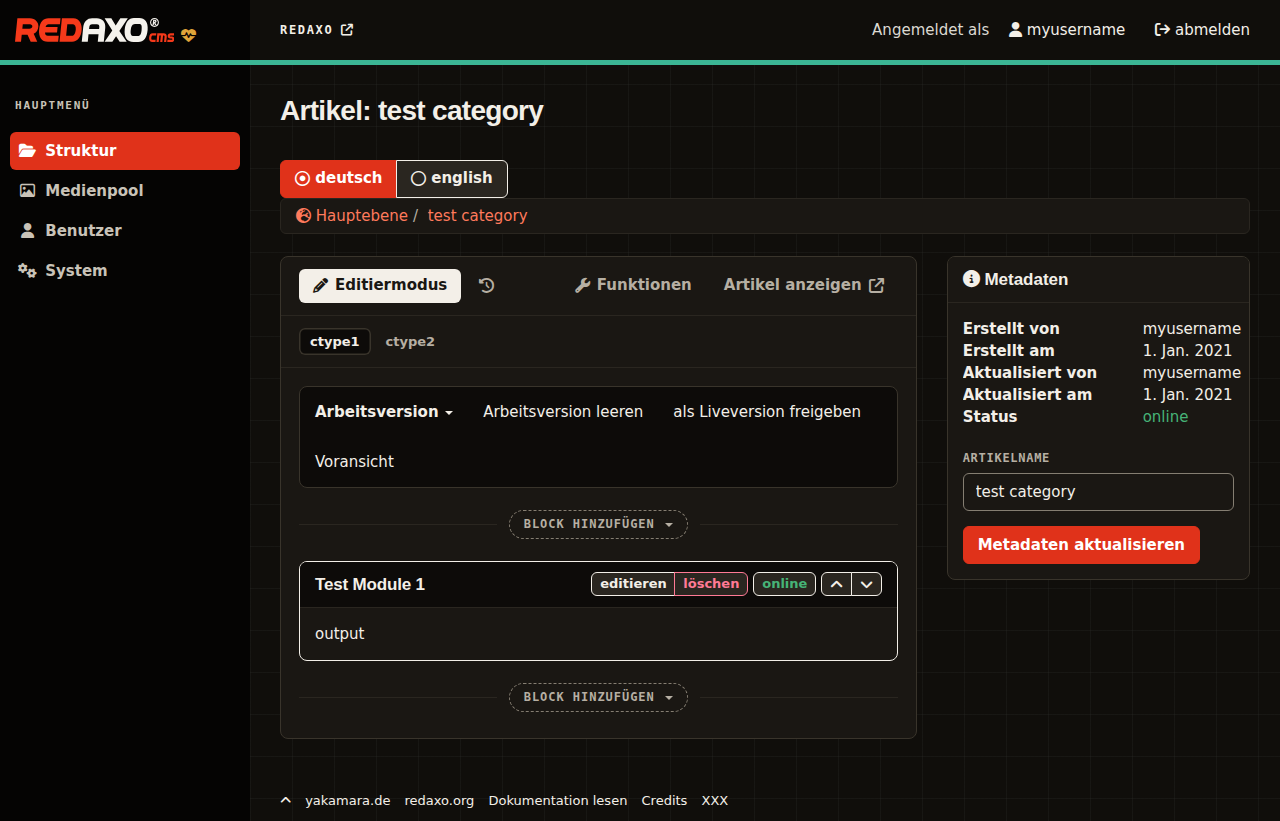 REDAXO® cms
REDAXO
Angemeldet als myusername abmelden
HAUPTMENÜ
Struktur
Medienpool
Benutzer
System
Artikel: test category
deutsch english
Hauptebene / test category
Editiermodus Funktionen Artikel anzeigen
ctype1 ctype2
Arbeitsversion Arbeitsversion leeren als Liveversion freigeben
Voransicht
BLOCK HINZUFÜGEN
Test Module 1 editieren löschen online
output
BLOCK HINZUFÜGEN
Metadaten
Erstellt von myusername
Erstellt am 1. Jan. 2021
Aktualisiert von myusername
Aktualisiert am 1. Jan. 2021
Status online
ARTIKELNAME
test category
Metadaten aktualisieren
yakamara.de redaxo.org Dokumentation lesen Credits XXX